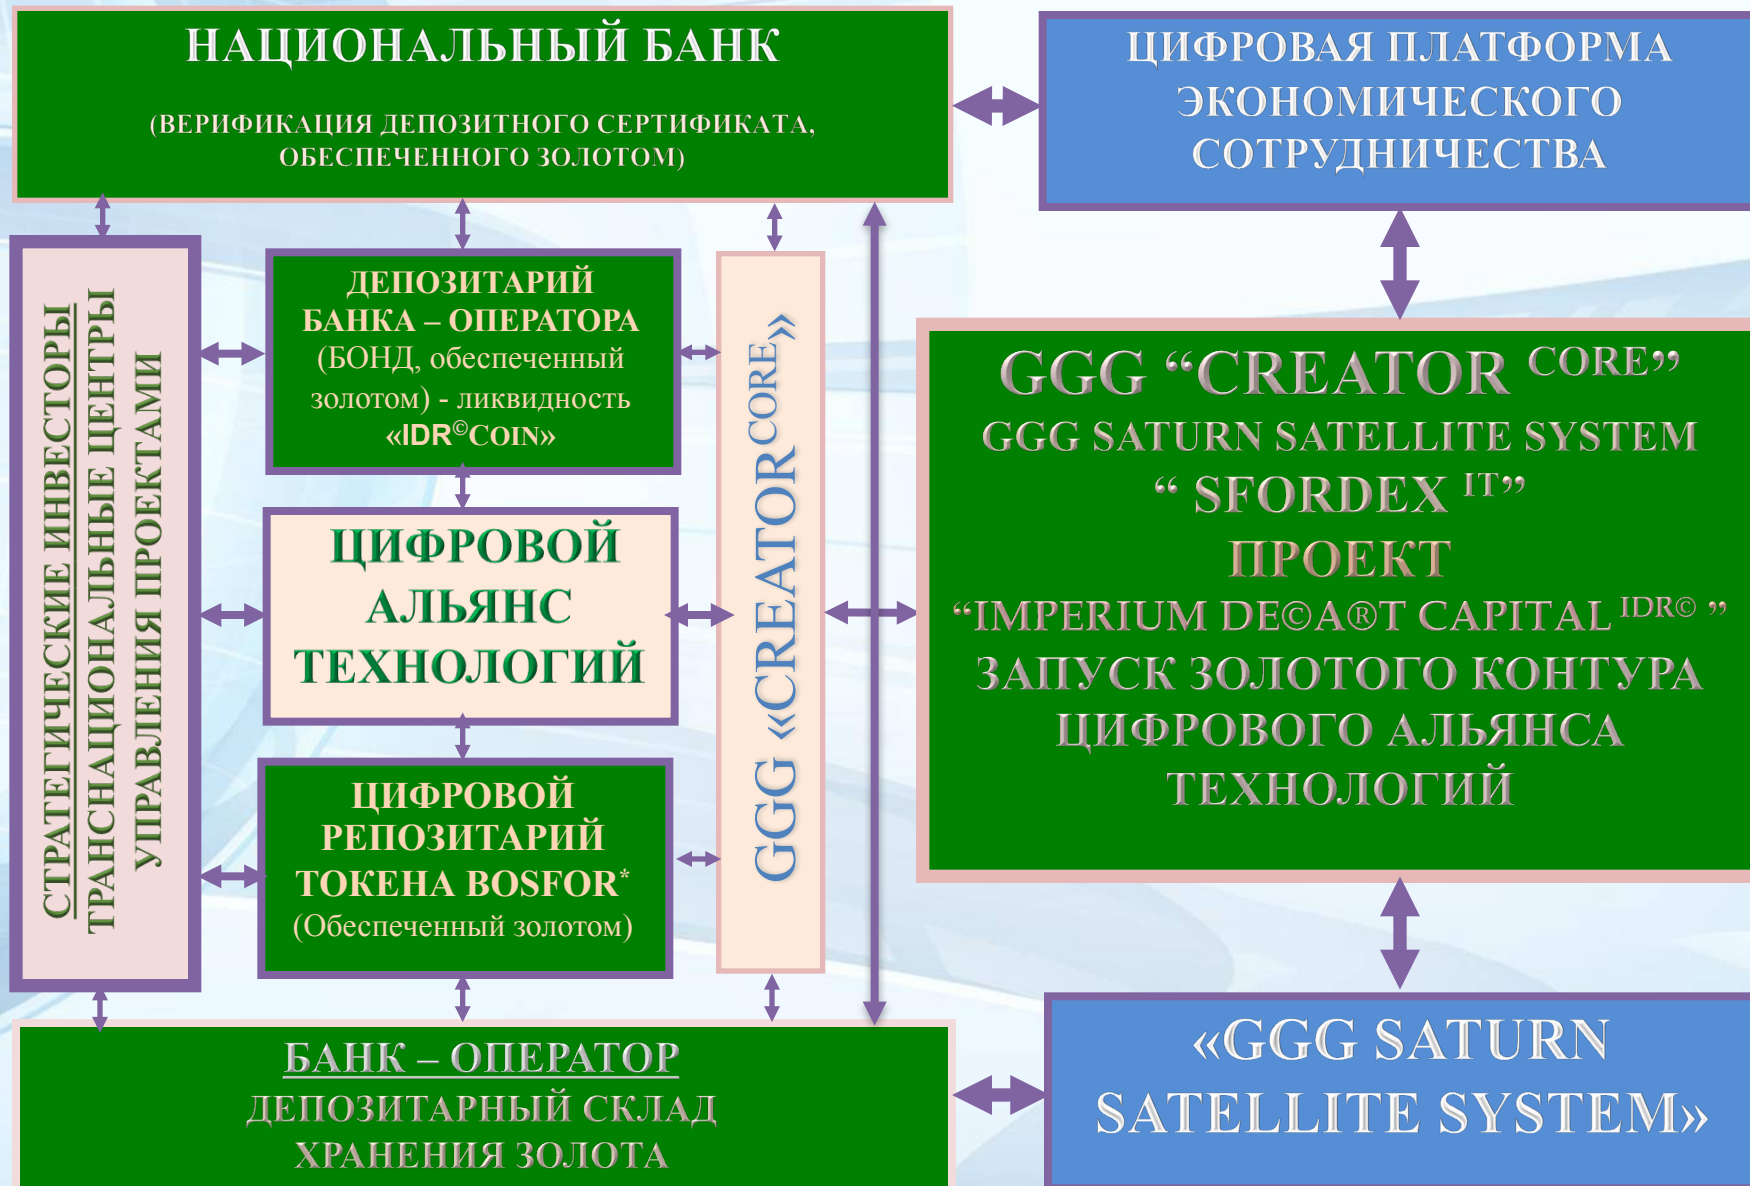 НАЦИОНАЛЬНЫЙ БАНК
(ВЕРИФИКАЦИЯ ДЕПОЗИТНОГО СЕРТИФИКАТА,
ОБЕСПЕЧЕННОГО ЗОЛОТОМ)
ЦИФРОВАЯ ПЛАТФОРМА
ЭКОНОМИЧЕСКОГО
СОТРУДНИЧЕСТВА
СТРАТЕГИЧЕСКИЕ ИНВЕСТОРЫ
ТРАНСНАЦИОНАЛЬНЫЕ ЦЕНТРЫ
УПРАВЛЕНИЯ ПРОЕКТАМИ
ДЕПОЗИТАРИЙ
БАНКА – ОПЕРАТОРА
(БОНД, обеспеченный
золотом) - ликвидность
«IDR©COIN»
ЦИФРОВОЙ
АЛЬЯНС
ТЕХНОЛОГИЙ
ЦИФРОВОЙ
РЕПОЗИТАРИЙ
ТОКЕНА BOSFOR*
(Обеспеченный золотом)
GGG «CREATOR CORE»
GGG “CREATOR CORE”
GGG SATURN SATELLITE SYSTEM
“ SFORDEX IT”
ПРОЕКТ
“IMPERIUM DE©A®T CAPITAL IDR© ”
ЗАПУСК ЗОЛОТОГО КОНТУРА
ЦИФРОВОГО АЛЬЯНСА
ТЕХНОЛОГИЙ
БАНК – ОПЕРАТОР
ДЕПОЗИТАРНЫЙ СКЛАД
ХРАНЕНИЯ ЗОЛОТА
«GGG SATURN
SATELLITE SYSTEM»